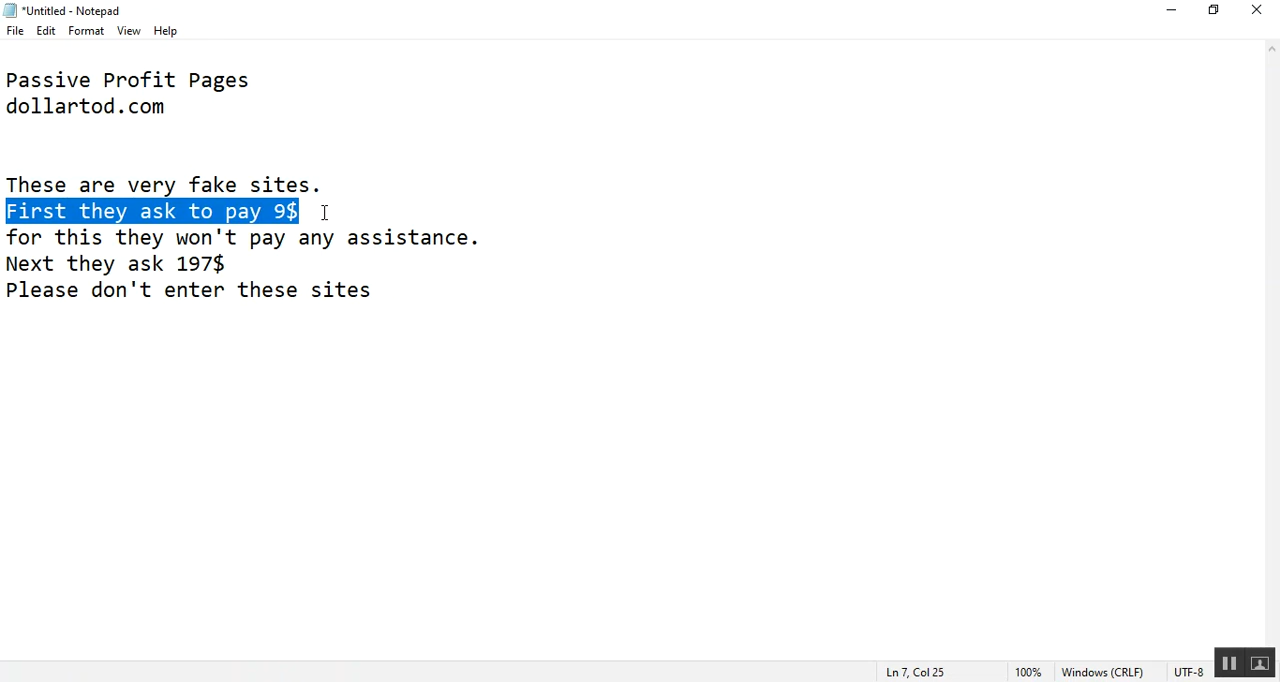 *Untitled - Notepad
File Edit Format View Help
Passive Profit Pages
dollartod.com
These are very fake sites.
First they ask to pay 9$
for this they won't pay any assistance.
Next they ask 197$
Please don't enter these sites
Ln 7, Col 25 100% Windows (CRLF) UTF-8